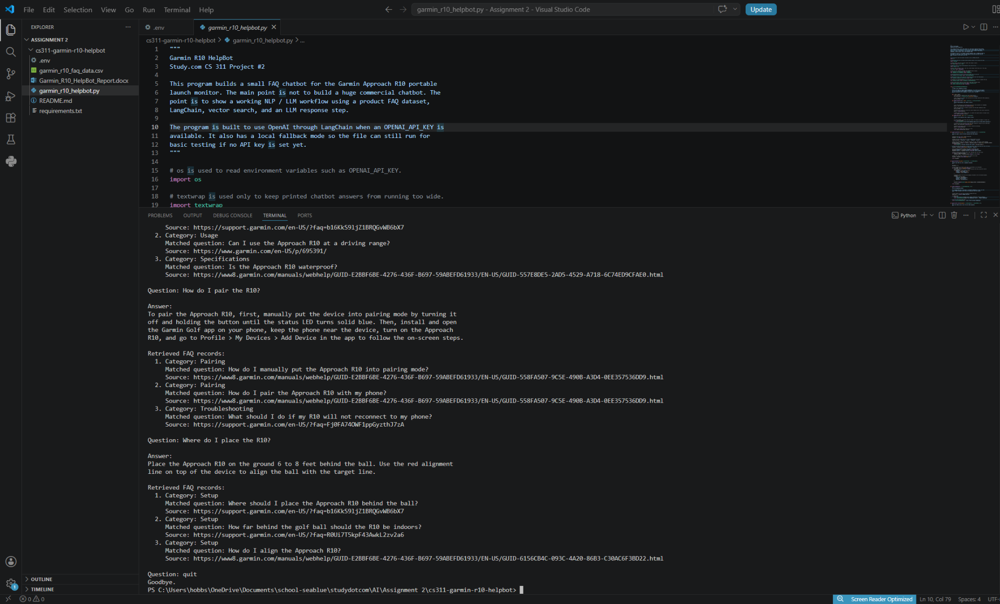 File Edit Selection View Go Run Terminal Help
garmin_r10_helpbot.py - Assignment 2 - Visual Studio Code
Update
EXPLORER
ASSIGNMENT 2
cs311-garmin-r10-helpbot
.env
garmin_r10_faq_data.csv
Garmin_R10_HelpBot_Report.docx
garmin_r10_helpbot.py
README.md
requirements.txt
OUTLINE
TIMELINE
.env
garmin_r10_helpbot.py
cs311-garmin-r10-helpbot > garmin_r10_helpbot.py > ...
1 """
2 Garmin R10 HelpBot
3 Study.com CS 311 Project #2
4
5 This program builds a small FAQ chatbot for the Garmin Approach R10 portable
6 launch monitor. The main point is not to build a huge commercial chatbot. The
7 point is to show a working NLP / LLM workflow using a product FAQ dataset,
8 LangChain, vector search, and an LLM response step.
9
10 The program is built to use OpenAI through LangChain when an OPENAI_API_KEY is
11 available. It also has a local fallback mode so the file can still run for
12 basic testing if no API key is set yet.
13 """
14
15 # os is used to read environment variables such as OPENAI_API_KEY.
16 import os
17
18 # textwrap is used only to keep printed chatbot answers from running too wide.
19 import textwrap
PROBLEMS OUTPUT DEBUG CONSOLE TERMINAL PORTS
Python
Source: https://support.garmin.com/en-US/?faq=b16KkS9ljZ1BRQGvWB6bX7
2. Category: Usage
Matched question: Can I use the Approach R10 at a driving range?
Source: https://www.garmin.com/en-US/p/695391/
3. Category: Specifications
Matched question: Is the Approach R10 waterproof?
Source: https://www8.garmin.com/manuals/webhelp/GUID-E2BBF6BE-4276-436F-B697-59ABEFD61933/EN-US/GUID-557E8DE5-2AD5-4529-A718-6C74ED9CFAE0.html
Question: How do I pair the R10?
Answer:
To pair the Approach R10, first, manually put the device into pairing mode by turning it
off and holding the button until the status LED turns solid blue. Then, install and open
the Garmin Golf app on your phone, keep the phone near the device, turn on the Approach
R10, and go to Profile > My Devices > Add Device in the app to follow the on-screen steps.
Retrieved FAQ records:
1. Category: Pairing
Matched question: How do I manually put the Approach R10 into pairing mode?
Source: https://www8.garmin.com/manuals/webhelp/GUID-E2BBF6BE-4276-436F-B697-59ABEFD61933/EN-US/GUID-558FA507-9C5E-490B-A3D4-0EE357536DD9.html
2. Category: Pairing
Matched question: How do I pair the Approach R10 with my phone?
Source: https://www8.garmin.com/manuals/webhelp/GUID-E2BBF6BE-4276-436F-B697-59ABEFD61933/EN-US/GUID-558FA507-9C5E-490B-A3D4-0EE357536DD9.html
3. Category: Troubleshooting
Matched question: What should I do if my R10 will not reconnect to my phone?
Source: https://support.garmin.com/en-US/?faq=Fj0FA74OWF1ppGyzthJ7zA
Question: Where do I place the R10?
Answer:
Place the Approach R10 on the ground 6 to 8 feet behind the ball. Use the red alignment
line on top of the device to align the ball with the target line.
Retrieved FAQ records:
1. Category: Setup
Matched question: Where should I place the Approach R10 behind the ball?
Source: https://support.garmin.com/en-US/?faq=b16KkS9ljZ1BRQGvWB6bX7
2. Category: Setup
Matched question: How far behind the golf ball should the R10 be indoors?
Source: https://support.garmin.com/en-US/?faq=R0Ui7T5kpF43AwkL2zv2a6
3. Category: Setup
Matched question: How do I align the Approach R10?
Source: https://www8.garmin.com/manuals/webhelp/GUID-E2BBF6BE-4276-436F-B697-59ABEFD61933/EN-US/GUID-6156CB4C-093C-4A20-86B3-C30AC6F3BD22.html
Question: quit
Goodbye.
PS C:\Users\hobbs\OneDrive\Documents\school-seablue\studydotcom\AI\Assignment 2\cs311-garmin-r10-helpbot>
1
0 0
Screen Reader Optimized Ln 10, Col 79 Spaces: 4 UTF-